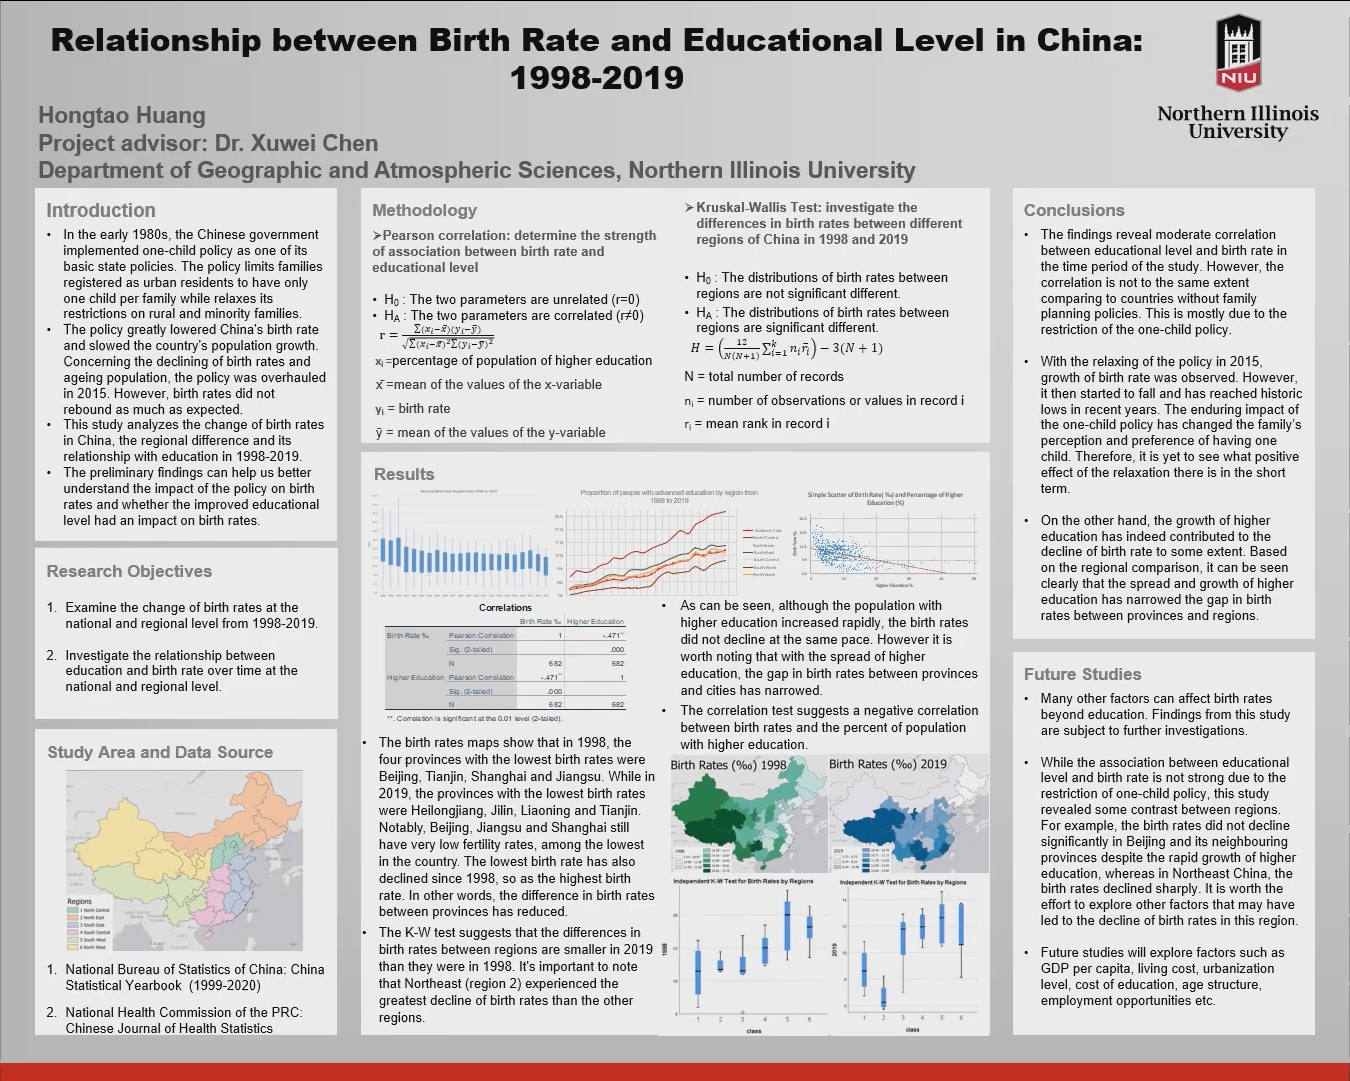 Relationship between Birth Rate and Educational Level in China:
1998-2019
NIU
Northern Illinois
University
Hongtao Huang
Project advisor: Dr. Xuwei Chen
Department of Geographic and Atmospheric Sciences, Northern Illinois University
Introduction
• In the early 1980s, the Chinese government
implemented one-child policy as one of its
basic state policies. The policy limits families
registered as urban residents to have only
one child per family while relaxes its
restrictions on rural and minority families.
• The policy greatly lowered China's birth rate
and slowed the country's population growth.
Concerning the declining of birth rates and
ageing population, the policy was overhauled
in 2015. However, birth rates did not
rebound as much as expected.
• This study analyzes the change of birth rates
in China, the regional difference and its
relationship with education in 1998-2019.
• The preliminary findings can help us better
understand the impact of the policy on birth
rates and whether the improved educational
level had an impact on birth rates.
Research Objectives
1. Examine the change of birth rates at the
national and regional level from 1998-2019.
2. Investigate the relationship between
education and birth rate over time at the
national and regional level.
Study Area and Data Source
Regions
1 North Central
2 North East
3 South East
4 South Central
5 South West
6 North West
1. National Bureau of Statistics of China: China
Statistical Yearbook (1999-2020)
2. National Health Commission of the PRC:
Chinese Journal of Health Statistics
Methodology
➢Pearson correlation: determine the strength
of association between birth rate and
educational level
• H₀ : The two parameters are unrelated (r=0)
• Hᴀ : The two parameters are correlated (r≠0)
r = Σ(xᵢ−x̄)(yᵢ−ȳ) / √Σ(xᵢ−x̄)²Σ(yᵢ−ȳ)²
xᵢ =percentage of population of higher education
x̄ =mean of the values of the x-variable
yᵢ = birth rate
ȳ = mean of the values of the y-variable
➢Kruskal-Wallis Test: investigate the
differences in birth rates between different
regions of China in 1998 and 2019
• H₀ : The distributions of birth rates between
regions are not significant different.
• Hᴀ : The distributions of birth rates between
regions are significant different.
H = (12/N(N+1) Σᵏᵢ₌₁ nᵢr̄ᵢ) − 3(N + 1)
N = total number of records
nᵢ = number of observations or values in record i
rᵢ = mean rank in record i
Results
Proportion of people with advanced education by region from
1998 to 2019
Simple Scatter of Birth Rate( ‰) and Percentage of Higher
Education (%)
Birth Rate ‰
Higher Education %
Correlations
Birth Rate ‰ Higher Education
Birth Rate ‰ Pearson Correlation 1 -.471**
Sig. (2-tailed) .000
N 682 682
Higher Education Pearson Correlation -.471** 1
Sig. (2-tailed) .000
N 682 682
**. Correlation is significant at the 0.01 level (2-tailed).
• The birth rates maps show that in 1998, the
four provinces with the lowest birth rates were
Beijing, Tianjin, Shanghai and Jiangsu. While in
2019, the provinces with the lowest birth rates
were Heilongjiang, Jilin, Liaoning and Tianjin.
Notably, Beijing, Jiangsu and Shanghai still
have very low fertility rates, among the lowest
in the country. The lowest birth rate has also
declined since 1998, so as the highest birth
rate. In other words, the difference in birth rates
between provinces has reduced.
• The K-W test suggests that the differences in
birth rates between regions are smaller in 2019
than they were in 1998. It's important to note
that Northeast (region 2) experienced the
greatest decline of birth rates than the other
regions.
• As can be seen, although the population with
higher education increased rapidly, the birth rates
did not decline at the same pace. However it is
worth noting that with the spread of higher
education, the gap in birth rates between provinces
and cities has narrowed.
• The correlation test suggests a negative correlation
between birth rates and the percent of population
with higher education.
Birth Rates (‰) 1998
Birth Rates (‰) 2019
1998
2019
Independent K-W Test for Birth Rates by Regions
1998
1 2 3 4 5 6
class
Independent K-W Test for Birth Rates by Regions
2019
1 2 3 4 5 6
class
Conclusions
• The findings reveal moderate correlation
between educational level and birth rate in
the time period of the study. However, the
correlation is not to the same extent
comparing to countries without family
planning policies. This is mostly due to the
restriction of the one-child policy.
• With the relaxing of the policy in 2015,
growth of birth rate was observed. However,
it then started to fall and has reached historic
lows in recent years. The enduring impact of
the one-child policy has changed the family's
perception and preference of having one
child. Therefore, it is yet to see what positive
effect of the relaxation there is in the short
term.
• On the other hand, the growth of higher
education has indeed contributed to the
decline of birth rate to some extent. Based
on the regional comparison, it can be seen
clearly that the spread and growth of higher
education has narrowed the gap in birth
rates between provinces and regions.
Future Studies
• Many other factors can affect birth rates
beyond education. Findings from this study
are subject to further investigations.
• While the association between educational
level and birth rate is not strong due to the
restriction of one-child policy, this study
revealed some contrast between regions.
For example, the birth rates did not decline
significantly in Beijing and its neighbouring
provinces despite the rapid growth of higher
education, whereas in Northeast China, the
birth rates declined sharply. It is worth the
effort to explore other factors that may have
led to the decline of birth rates in this region.
• Future studies will explore factors such as
GDP per capita, living cost, urbanization
level, cost of education, age structure,
employment opportunities etc.